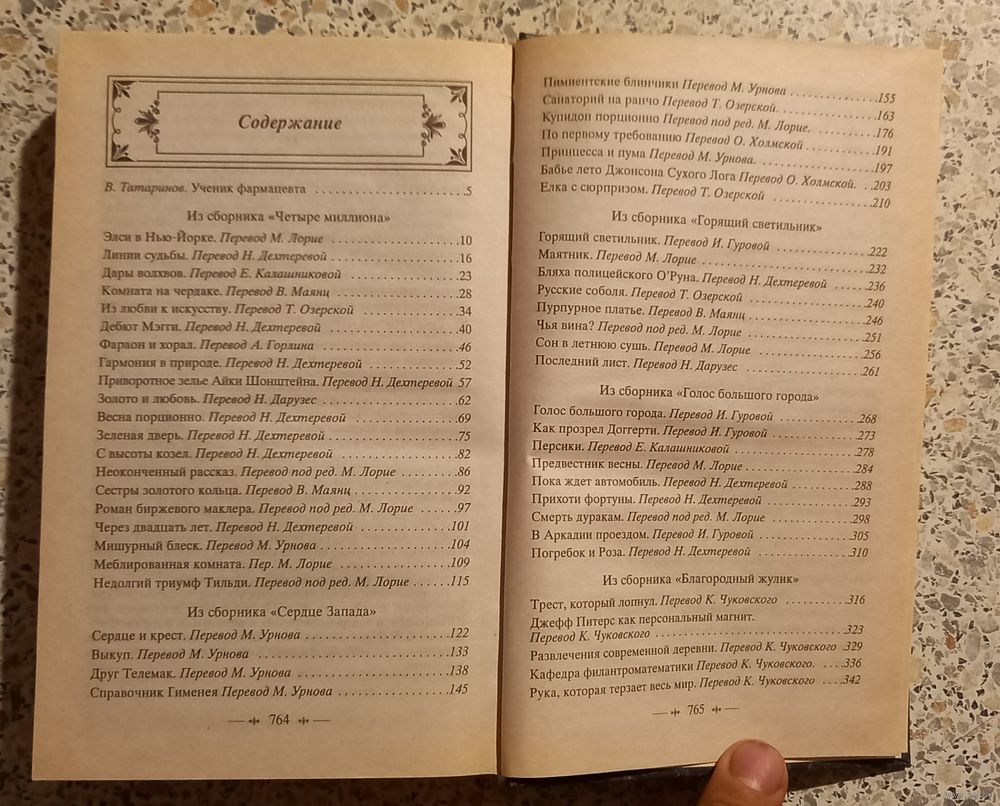 Содержание
В. Татаринов. Ученик фармацевта . . . . . . . . . . . . . . . . . . . . . . . . .5
Из сборника «Четыре миллиона»
Элси в Нью-Йорке. Перевод М. Лорие . . . . . . . . . . . . . . . . . . . .10
Линии судьбы. Перевод Н. Дехтеревой . . . . . . . . . . . . . . . . . . .16
Дары волхвов. Перевод Е. Калашниковой . . . . . . . . . . . . . . . . .23
Комната на чердаке. Перевод В. Маянц . . . . . . . . . . . . . . . . . .28
Из любви к искусству. Перевод Т. Озерской . . . . . . . . . . . . . . .34
Дебют Мэгги. Перевод Н. Дехтеревой . . . . . . . . . . . . . . . . . . .40
Фараон и хорал. Перевод А. Горлина . . . . . . . . . . . . . . . . . . . .46
Гармония в природе. Перевод Н. Дехтеревой . . . . . . . . . . . . . .52
Приворотное зелье Айки Шонштейна. Перевод Н. Дехтеревой 57
Золото и любовь. Перевод Н. Дарузес . . . . . . . . . . . . . . . . . . . .62
Весна порционно. Перевод Н. Дехтеревой . . . . . . . . . . . . . . . .69
Зеленая дверь. Перевод Н. Дехтеревой . . . . . . . . . . . . . . . . . . .75
С высоты козел. Перевод Н. Дехтеревой . . . . . . . . . . . . . . . . . .82
Неоконченный рассказ. Перевод под ред. М. Лорие . . . . . . . .86
Сестры золотого кольца. Перевод В. Маянц . . . . . . . . . . . . . . .92
Роман биржевого маклера. Перевод под ред. М. Лорие . . . . . .97
Через двадцать лет. Перевод Н. Дехтеревой . . . . . . . . . . . . . .101
Мишурный блеск. Перевод М. Урнова . . . . . . . . . . . . . . . . . . .104
Меблированная комната. Пер. М. Лорие . . . . . . . . . . . . . . . . .109
Недолгий триумф Тильди. Перевод под ред. М. Лорие . . . . . .115
Из сборника «Сердце Запада»
Сердце и крест. Перевод М. Урнова . . . . . . . . . . . . . . . . . . . . .122
Выкуп. Перевод М. Урнова . . . . . . . . . . . . . . . . . . . . . . . . . . . .133
Друг Телемак. Перевод М. Урнова . . . . . . . . . . . . . . . . . . . . . .138
Справочник Гименея Перевод М. Урнова . . . . . . . . . . . . . . . .145
764
Пимиентские блинчики Перевод М. Урнова . . . . . . . . . . . . . .155
Санаторий на ранчо Перевод Т. Озерской. . . . . . . . . . . . . . . .163
Купидон порционно Перевод под ред. М. Лорие. . . . . . . . . . .176
По первому требованию Перевод О. Холмской . . . . . . . . . . . .191
Принцесса и пума Перевод М. Урнова. . . . . . . . . . . . . . . . . . .197
Бабье лето Джонсона Сухого Лога Перевод О. Холмской. . . .203
Елка с сюрпризом. Перевод Т. Озерской . . . . . . . . . . . . . . . . .210
Из сборника «Горящий светильник»
Горящий светильник. Перевод И. Гуровой . . . . . . . . . . . . . . . .222
Маятник. Перевод М. Лорие . . . . . . . . . . . . . . . . . . . . . . . . . .232
Бляха полицейского О'Руна. Перевод Н. Дехтеревой . . . . . . .236
Русские соболя. Перевод Т. Озерской . . . . . . . . . . . . . . . . . . .240
Пурпурное платье. Перевод В. Маянц . . . . . . . . . . . . . . . . . . .246
Чья вина? Перевод под ред. М. Лорие . . . . . . . . . . . . . . . . . . .251
Сон в летнюю сушь. Перевод М. Лорие . . . . . . . . . . . . . . . . . .256
Последний лист. Перевод Н. Дарузес . . . . . . . . . . . . . . . . . . .261
Из сборника «Голос большого города»
Голос большого города. Перевод И. Гуровой . . . . . . . . . . . . . .268
Как прозрел Доггерти. Перевод И. Гуровой . . . . . . . . . . . . . . .273
Персики. Перевод Е. Калашниковой . . . . . . . . . . . . . . . . . . . .278
Предвестник весны. Перевод М. Лорие . . . . . . . . . . . . . . . . . .284
Пока ждет автомобиль. Перевод Н. Дехтеревой . . . . . . . . . . .288
Прихоти фортуны. Перевод Н. Дехтеревой . . . . . . . . . . . . . . .293
Смерть дуракам. Перевод под ред. М. Лорие . . . . . . . . . . . . . .298
В Аркадии проездом. Перевод И. Гуровой . . . . . . . . . . . . . . . .305
Погребок и Роза. Перевод Н. Дехтеревой . . . . . . . . . . . . . . . .310
Из сборника «Благородный жулик»
Трест, который лопнул. Перевод К. Чуковского . . . . . . . . . . .316
Джефф Питерс как персональный магнит.
Перевод К. Чуковского . . . . . . . . . . . . . . . . . . . . . . . . . . . . . .323
Развлечения современной деревни. Перевод К. Чуковского .329
Кафедра филантроматематики Перевод К. Чуковского. . . . .336
Рука, которая терзает весь мир. Перевод К. Чуковского . . . .342
765